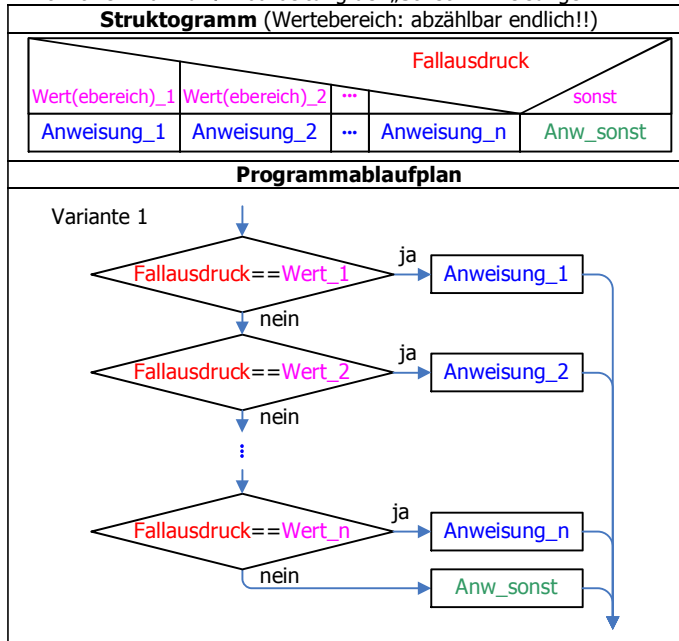 Struktogramm (Wertebereich: abzählbar endlich!!)
Fallausdruck
Wert(ebereich)_1 Wert(ebereich)_2 ... sonst
Anweisung_1 Anweisung_2 ... Anweisung_n Anw_sonst
Programmablaufplan
Variante 1
Fallausdruck==Wert_1 ja Anweisung_1
nein
Fallausdruck==Wert_2 ja Anweisung_2
nein
...
Fallausdruck==Wert_n ja Anweisung_n
nein Anw_sonst